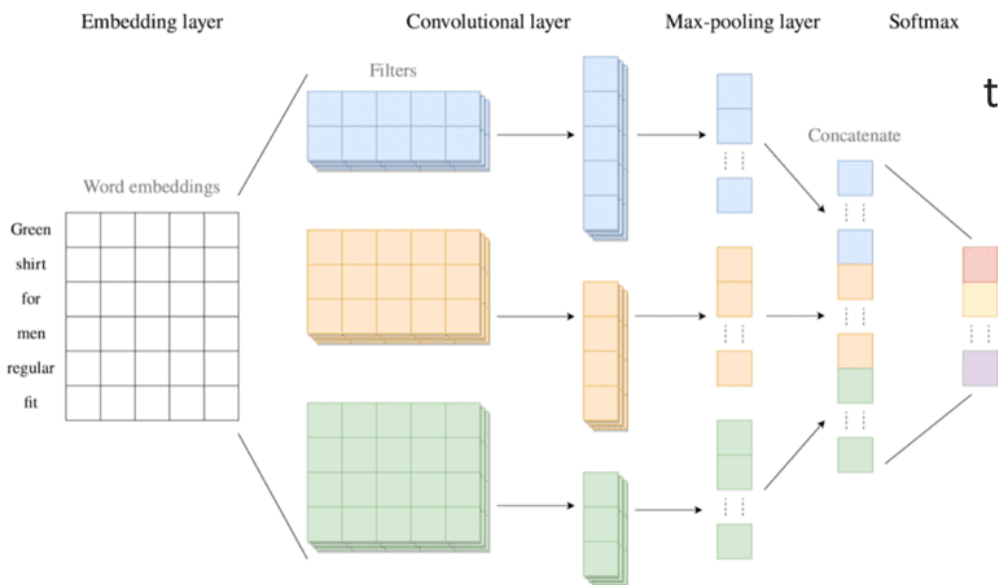 Embedding layer
Convolutional layer
Max-pooling layer
Softmax
Filters
t
Concatenate
Word embeddings
Green
shirt
for
men
regular
fit